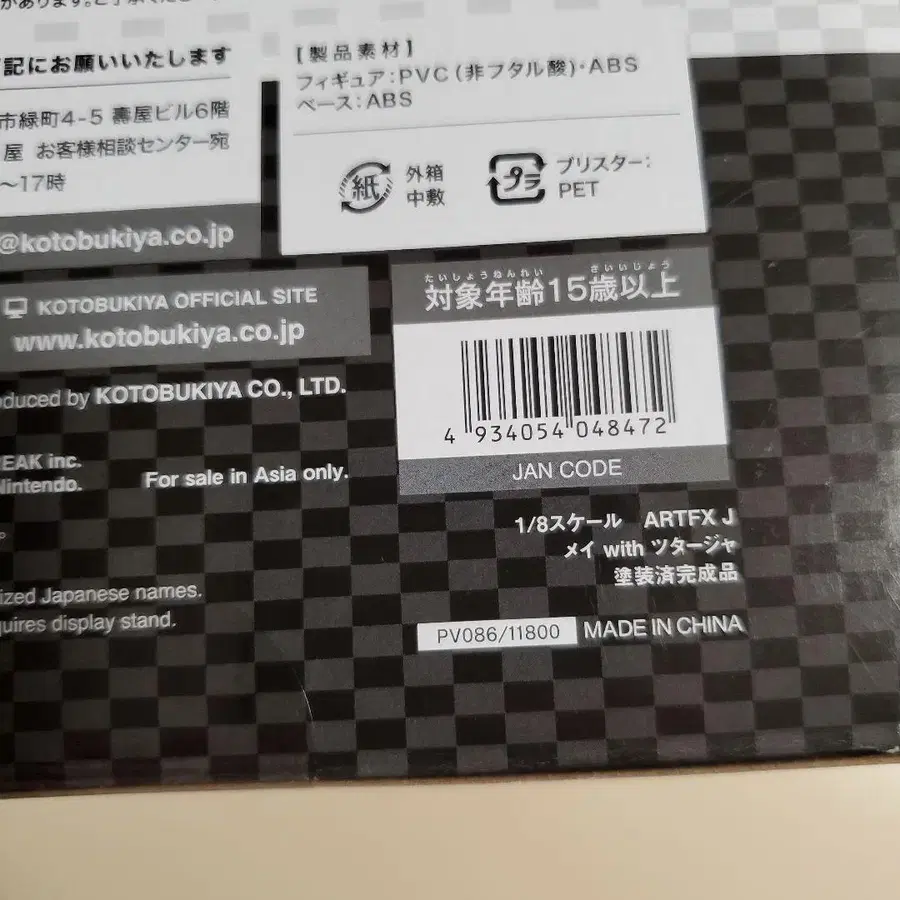 記にお願いいたします
市緑町4-5 壽屋ビル6階
屋 お客様相談センター宛
～17時
@kotobukiya.co.jp
【製品素材】
フィギュア：PVC（非フタル酸）・ABS
ベース：ABS
紙
外箱
中敷
プラ
ブリスター：
PET
KOTOBUKIYA OFFICIAL SITE
www.kotobukiya.co.jp
たいしょうねんれい さいいじょう
対象年齢15歳以上
4 934054 048472
JAN CODE
duced by KOTOBUKIYA CO., LTD.
EAK inc.
Nintendo.
For sale in Asia only.
ized Japanese names.
quires display stand.
1/8スケール ARTFX J
メイ with ツタージャ
塗装済完成品
PV086/11800 MADE IN CHINA